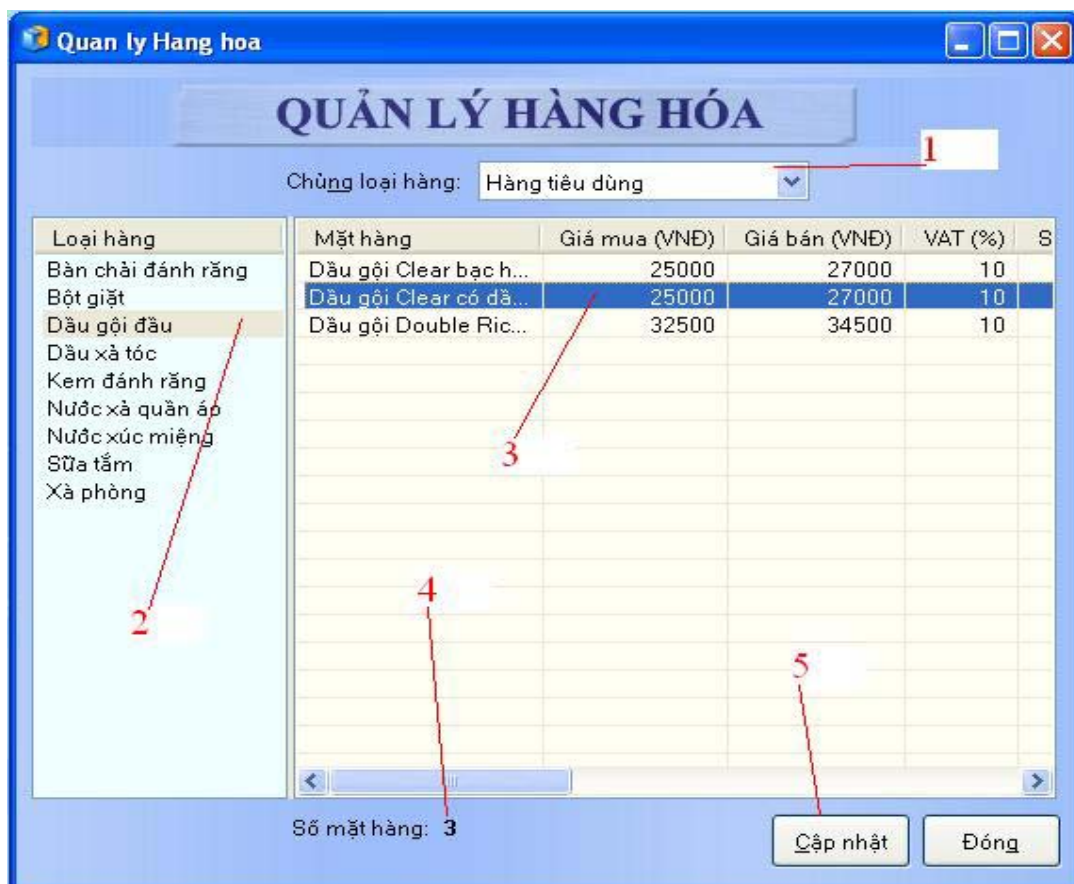 Quan ly Hang hoa
QUẢN LÝ HÀNG HÓA
1
Chủng loại hàng: Hàng tiêu dùng
Loại hàng
Bàn chải đánh răng
Bột giặt
Dầu gội đầu
Dầu xả tóc
Kem đánh răng
Nước xả quần áo
Nước xúc miệng
Sữa tắm
Xà phòng
2
Mặt hàng Giá mua (VNĐ) Giá bán (VNĐ) VAT (%) S
Dầu gội Clear bạc h... 25000 27000 10
Dầu gội Clear có dầ... 25000 27000 10
Dầu gội Double Ric... 32500 34500 10
3
4
5
Số mặt hàng: 3
Cập nhật Đóng